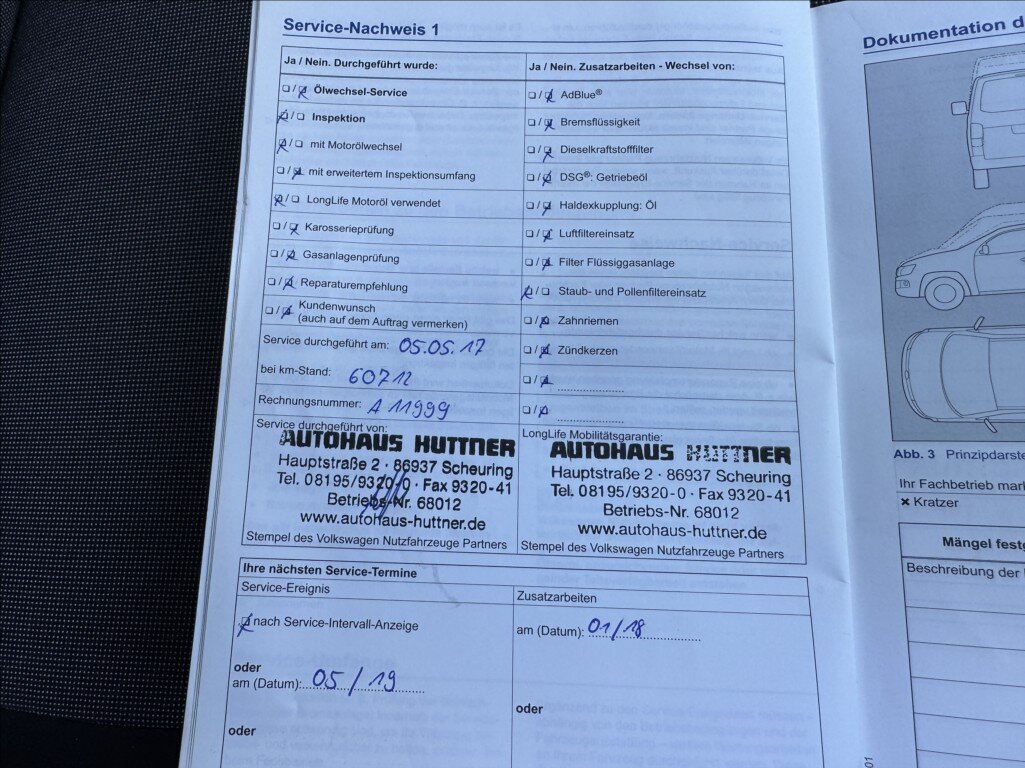 Service-Nachweis 1
Ja / Nein. Durchgeführt wurde:
Ölwechsel-Service
Inspektion
mit Motorölwechsel
mit erweitertem Inspektionsumfang
LongLife Motoröl verwendet
Karosserieprüfung
Gasanlagenprüfung
Reparaturempfehlung
Kundenwunsch
(auch auf dem Auftrag vermerken)
Service durchgeführt am: 05.05.17
bei km-Stand: 60712
Rechnungsnummer: A 11999
Ja / Nein. Zusatzarbeiten - Wechsel von:
AdBlue®
Bremsflüssigkeit
Dieselkraftstofffilter
DSG®: Getriebeöl
Haldexkupplung: Öl
Luftfiltereinsatz
Filter Flüssiggasanlage
Staub- und Pollenfiltereinsatz
Zahnriemen
Zündkerzen
Service durchgeführt von:
AUTOHAUS HUTTNER
Hauptstraße 2 · 86937 Scheuring
Tel. 08195/9320-0 · Fax 9320-41
Betriebs-Nr. 68012
www.autohaus-huttner.de
Stempel des Volkswagen Nutzfahrzeuge Partners
LongLife Mobilitätsgarantie:
AUTOHAUS HUTTNER
Hauptstraße 2 · 86937 Scheuring
Tel. 08195/9320-0 · Fax 9320-41
Betriebs-Nr. 68012
www.autohaus-huttner.de
Stempel des Volkswagen Nutzfahrzeuge Partners
Ihre nächsten Service-Termine
Service-Ereignis
nach Service-Intervall-Anzeige
oder
am (Datum): 05/19
oder
Zusatzarbeiten
am (Datum): 01/18
oder
Dokumentation d
Abb. 3 Prinzipdarste
Ihr Fachbetrieb mar
Kratzer
Mängel festg
Beschreibung der